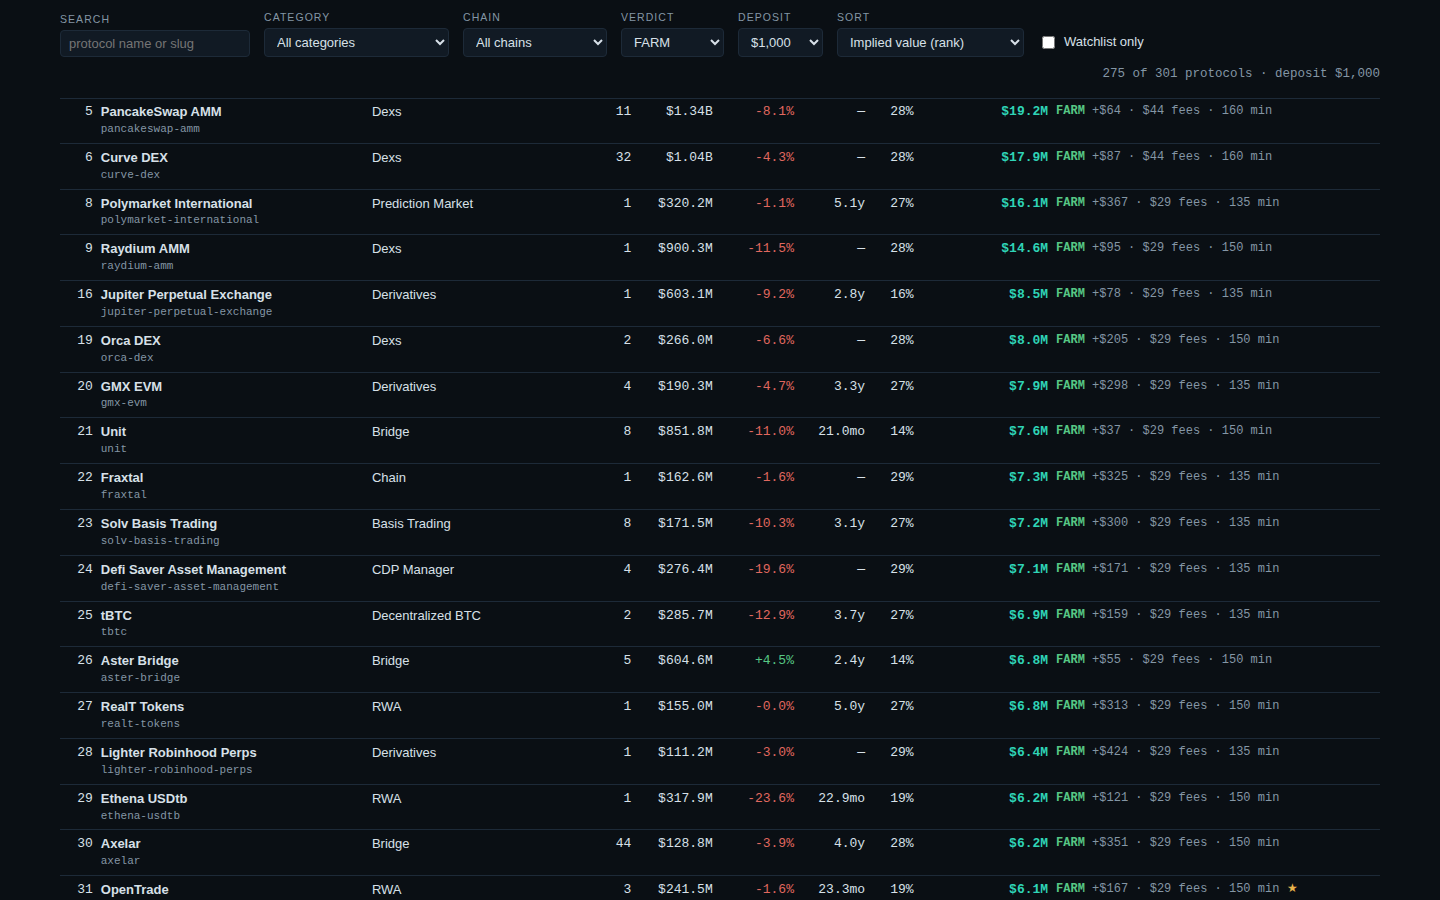 SEARCH CATEGORY CHAIN VERDICT DEPOSIT SORT
protocol name or slug All categories All chains FARM $1,000 Implied value (rank) Watchlist only
275 of 301 protocols · deposit $1,000
5 PancakeSwap AMM Dexs 11 $1.34B -8.1% — 28% $19.2M FARM +$64 · $44 fees · 160 min
pancakeswap-amm
6 Curve DEX Dexs 32 $1.04B -4.3% — 28% $17.9M FARM +$87 · $44 fees · 160 min
curve-dex
8 Polymarket International Prediction Market 1 $320.2M -1.1% 5.1y 27% $16.1M FARM +$367 · $29 fees · 135 min
polymarket-international
9 Raydium AMM Dexs 1 $900.3M -11.5% — 28% $14.6M FARM +$95 · $29 fees · 150 min
raydium-amm
16 Jupiter Perpetual Exchange Derivatives 1 $603.1M -9.2% 2.8y 16% $8.5M FARM +$78 · $29 fees · 135 min
jupiter-perpetual-exchange
19 Orca DEX Dexs 2 $266.0M -6.6% — 28% $8.0M FARM +$205 · $29 fees · 150 min
orca-dex
20 GMX EVM Derivatives 4 $190.3M -4.7% 3.3y 27% $7.9M FARM +$298 · $29 fees · 135 min
gmx-evm
21 Unit Bridge 8 $851.8M -11.0% 21.0mo 14% $7.6M FARM +$37 · $29 fees · 150 min
unit
22 Fraxtal Chain 1 $162.6M -1.6% — 29% $7.3M FARM +$325 · $29 fees · 135 min
fraxtal
23 Solv Basis Trading Basis Trading 8 $171.5M -10.3% 3.1y 27% $7.2M FARM +$300 · $29 fees · 135 min
solv-basis-trading
24 Defi Saver Asset Management CDP Manager 4 $276.4M -19.6% — 29% $7.1M FARM +$171 · $29 fees · 135 min
defi-saver-asset-management
25 tBTC Decentralized BTC 2 $285.7M -12.9% 3.7y 27% $6.9M FARM +$159 · $29 fees · 135 min
tbtc
26 Aster Bridge Bridge 5 $604.6M +4.5% 2.4y 14% $6.8M FARM +$55 · $29 fees · 150 min
aster-bridge
27 RealT Tokens RWA 1 $155.0M -0.0% 5.0y 27% $6.8M FARM +$313 · $29 fees · 150 min
realt-tokens
28 Lighter Robinhood Perps Derivatives 1 $111.2M -3.0% — 29% $6.4M FARM +$424 · $29 fees · 135 min
lighter-robinhood-perps
29 Ethena USDtb RWA 1 $317.9M -23.6% 22.9mo 19% $6.2M FARM +$121 · $29 fees · 150 min
ethena-usdtb
30 Axelar Bridge 44 $128.8M -3.9% 4.0y 28% $6.2M FARM +$351 · $29 fees · 150 min
axelar
31 OpenTrade RWA 3 $241.5M -1.6% 23.3mo 19% $6.1M FARM +$167 · $29 fees · 150 min ★